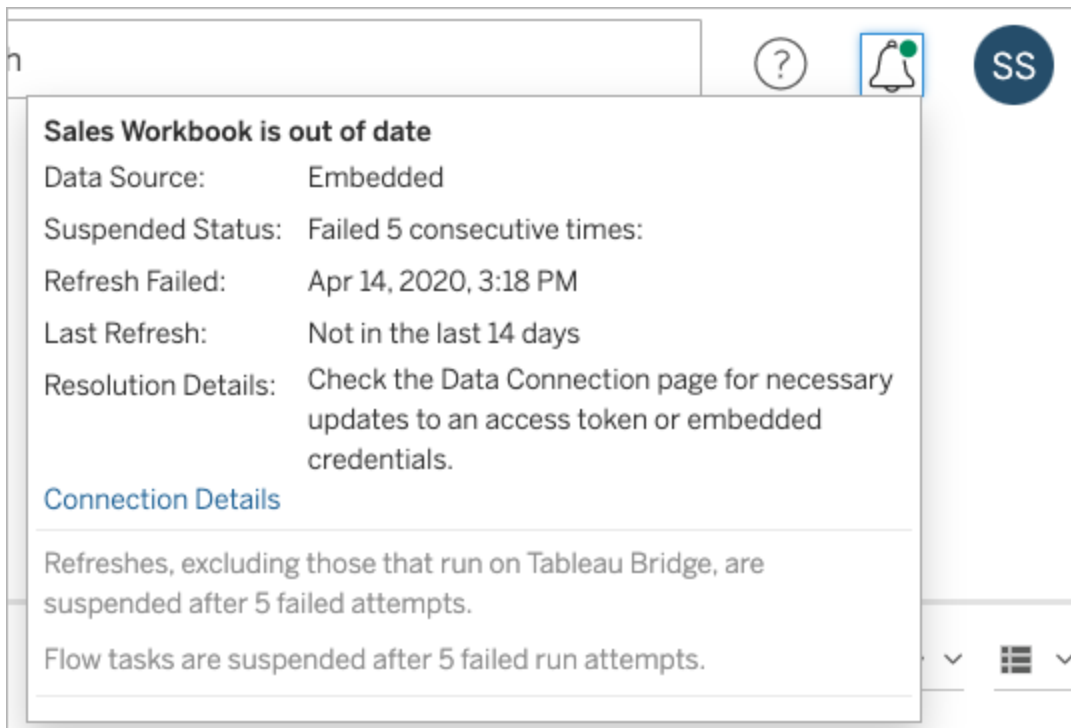 h
?
SS
Sales Workbook is out of date
Data Source: Embedded
Suspended Status: Failed 5 consecutive times:
Refresh Failed: Apr 14, 2020, 3:18 PM
Last Refresh: Not in the last 14 days
Resolution Details: Check the Data Connection page for necessary
updates to an access token or embedded
credentials.
Connection Details
Refreshes, excluding those that run on Tableau Bridge, are
suspended after 5 failed attempts.
Flow tasks are suspended after 5 failed run attempts.